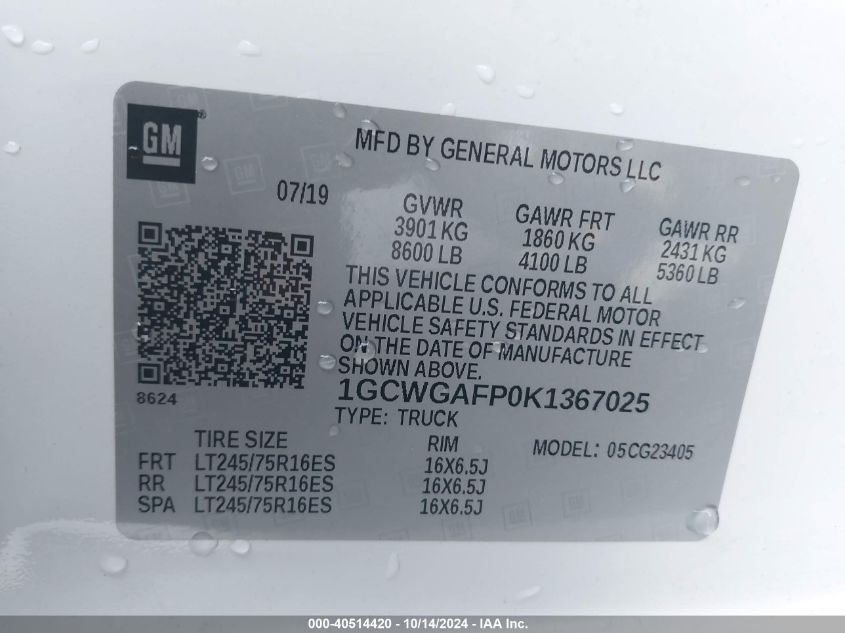 GM
®
MFD BY GENERAL MOTORS LLC
07/19
GVWR
3901 KG
8600 LB
GAWR FRT
1860 KG
4100 LB
GAWR RR
2431 KG
5360 LB
THIS VEHICLE CONFORMS TO ALL
APPLICABLE U.S. FEDERAL MOTOR
VEHICLE SAFETY STANDARDS IN EFFECT
ON THE DATE OF MANUFACTURE
SHOWN ABOVE.
8624
1GCWGAFP0K1367025
TYPE: TRUCK
TIRE SIZE RIM MODEL: 05CG23405
FRT LT245/75R16ES 16X6.5J
RR LT245/75R16ES 16X6.5J
SPA LT245/75R16ES 16X6.5J
000-40514420 - 10/14/2024 - IAA Inc.